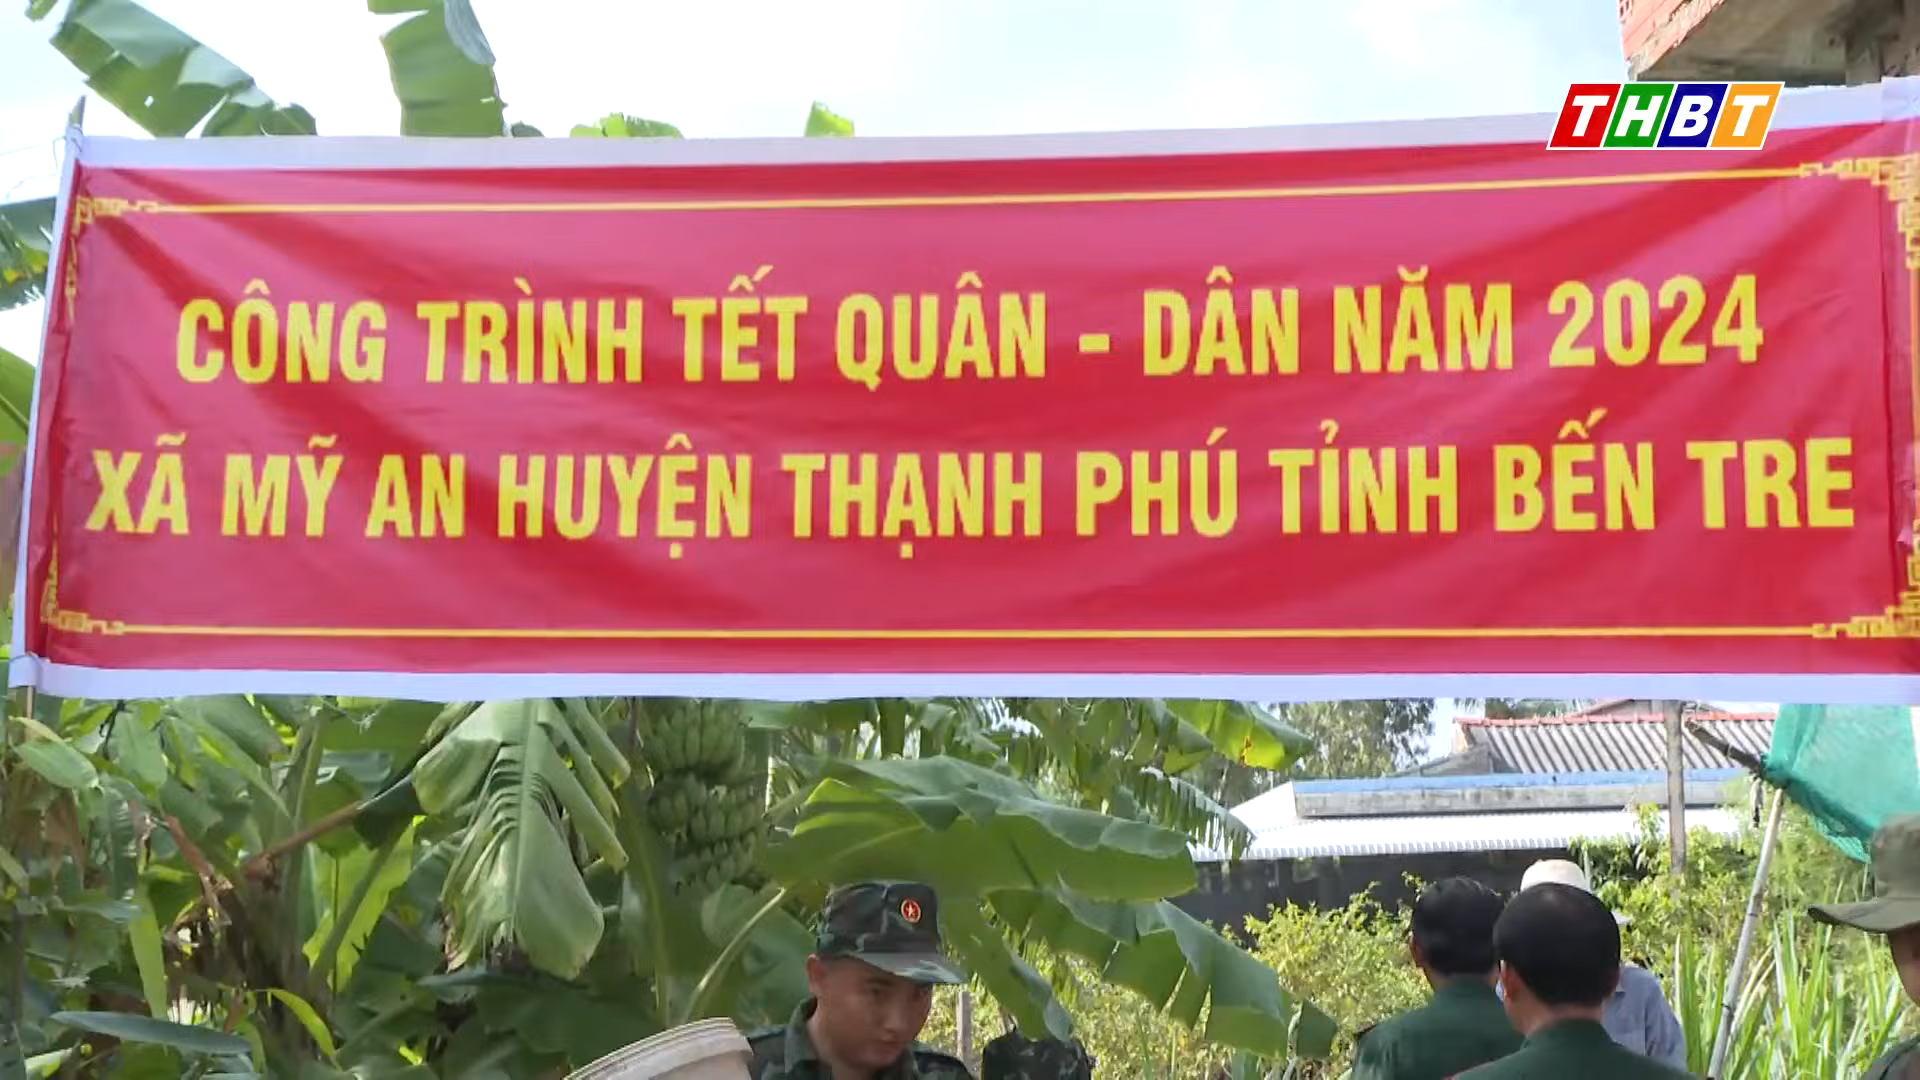 THBT
CÔNG TRÌNH TẾT QUÂN - DÂN NĂM 2024
XÃ MỸ AN HUYỆN THẠNH PHÚ TỈNH BẾN TRE